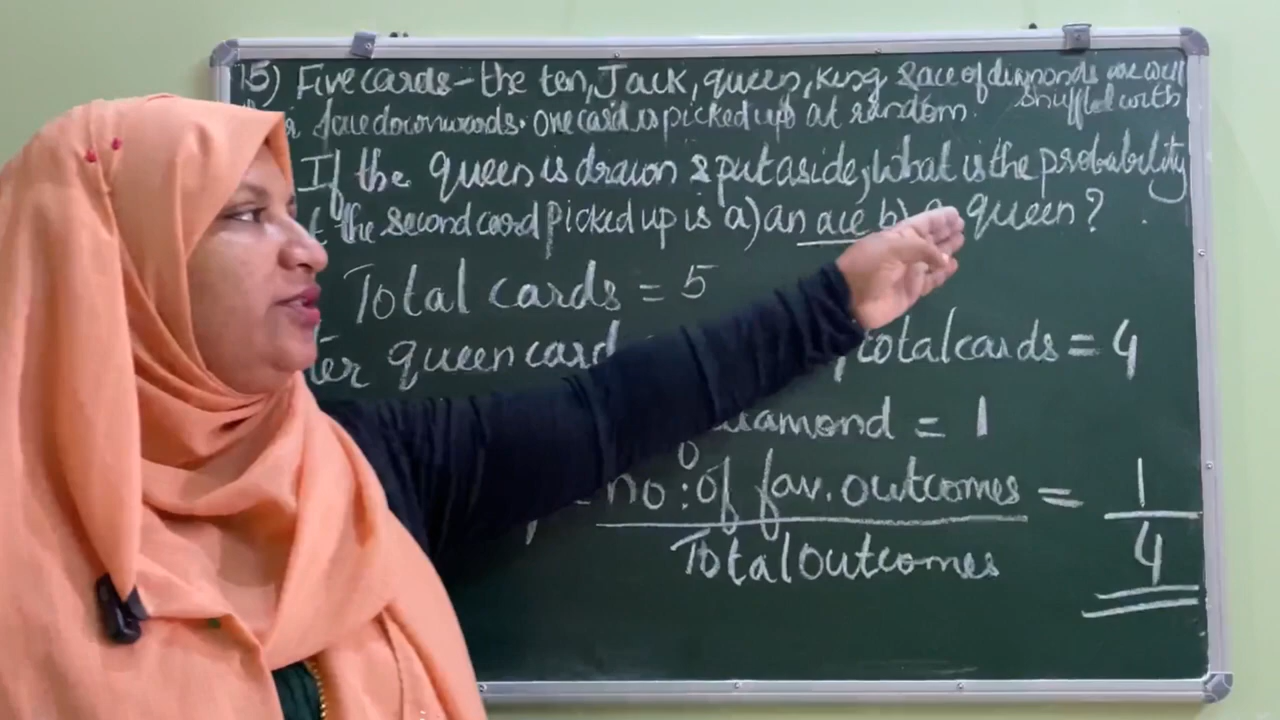 15) Five cards - the ten, Jack, queen, king & ace of diamonds are well
shuffled with
face downwards. One card is picked up at random.
If the queen is drawn & put aside, what is the probability
the second card picked up is a) an ace b) a queen?
Total cards = 5
queen card total cards = 4
diamond = 1
= no: of fav. outcomes = 1
Total outcomes 4